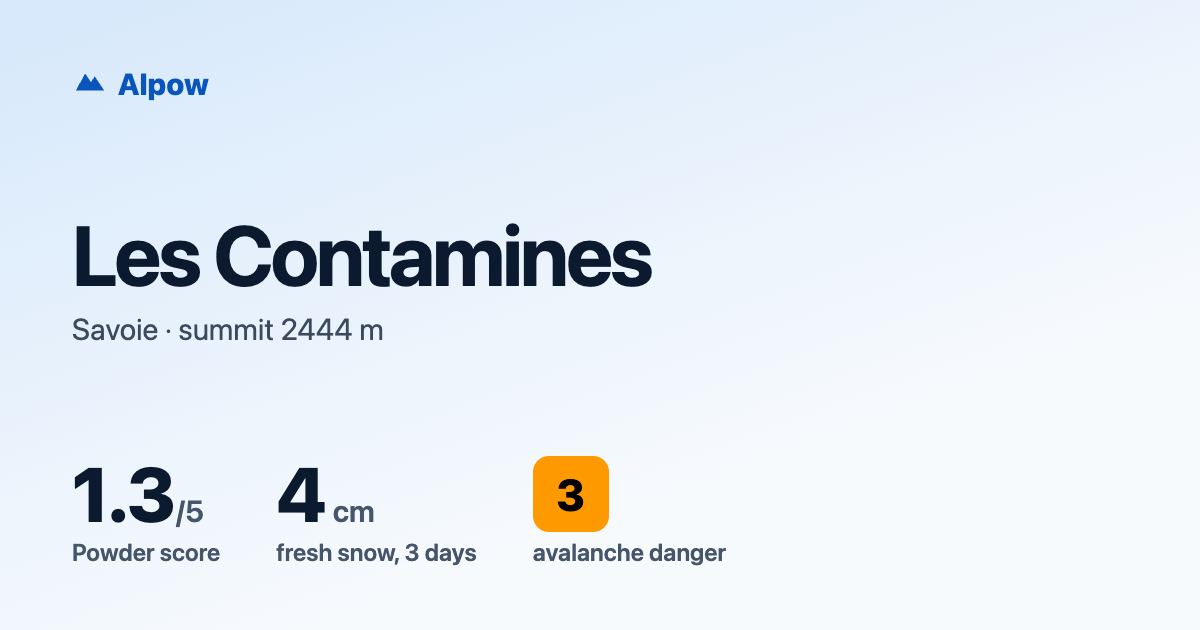 Alpow
Les Contamines
Savoie · summit 2444 m
1.3/5
Powder score
4 cm
fresh snow, 3 days
3
avalanche danger